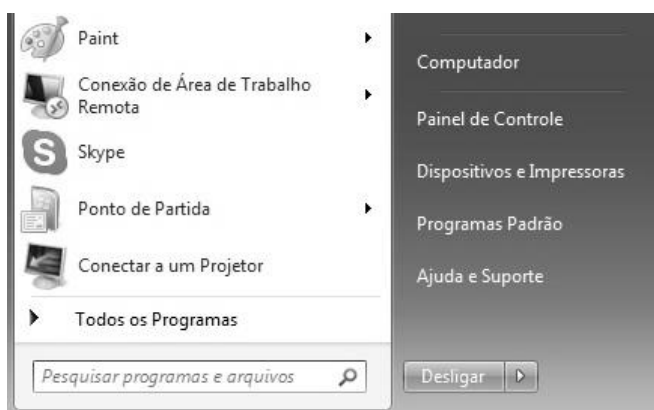 Paint
Conexão de Área de Trabalho
Remota
Skype
Ponto de Partida
Conectar a um Projetor
Todos os Programas
Pesquisar programas e arquivos
Computador
Painel de Controle
Dispositivos e Impressoras
Programas Padrão
Ajuda e Suporte
Desligar